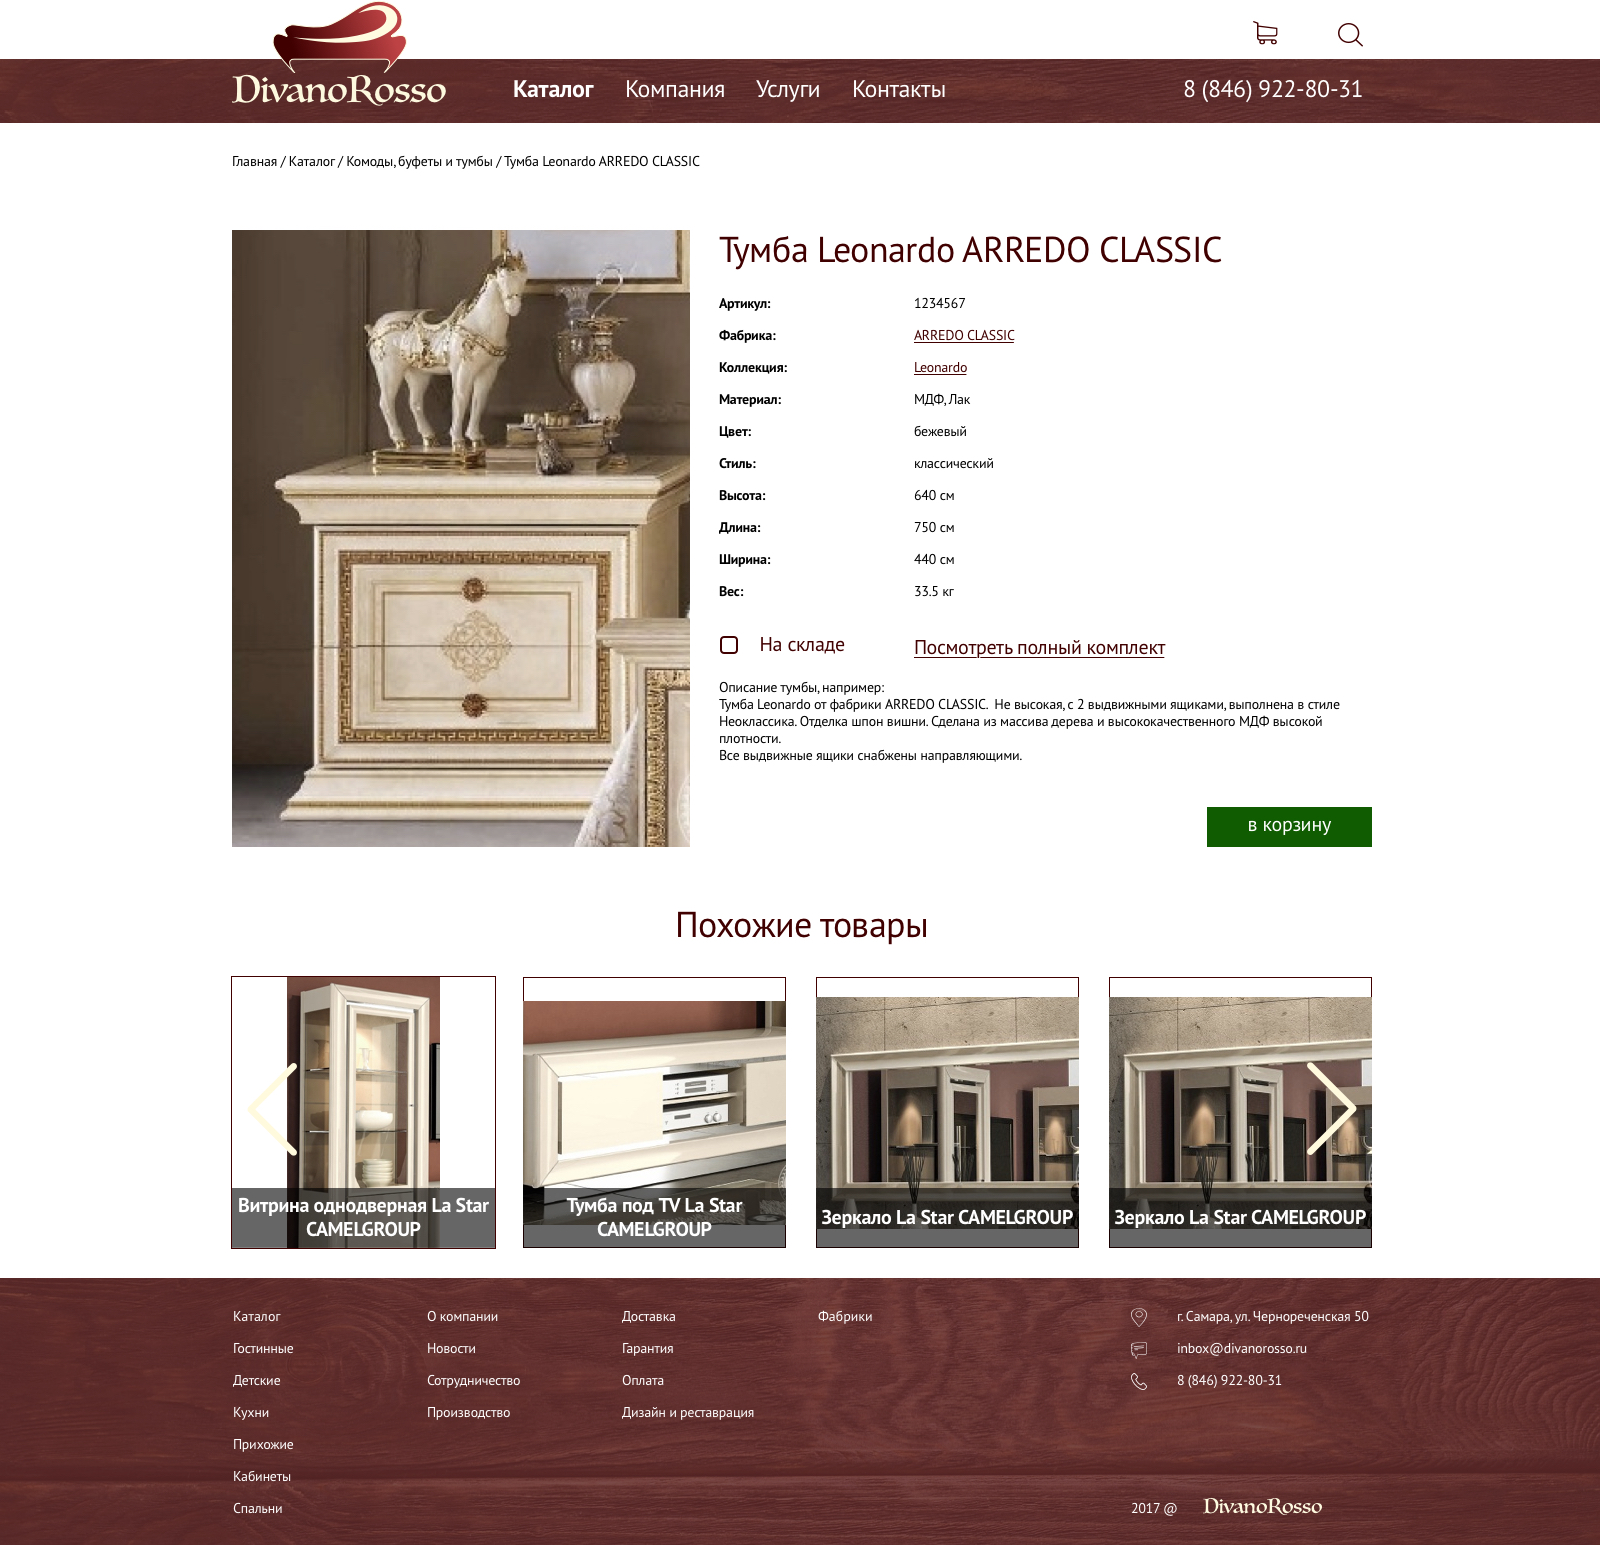 DivanoRosso
Каталог Компания Услуги Контакты 8 (846) 922-80-31
Главная / Каталог / Комоды, буфеты и тумбы / Тумба Leonardo ARREDO CLASSIC
Тумба Leonardo ARREDO CLASSIC
Артикул: 1234567
Фабрика: ARREDO CLASSIC
Коллекция: Leonardo
Материал: МДФ, Лак
Цвет: бежевый
Стиль: классический
Высота: 640 см
Длина: 750 см
Ширина: 440 см
Вес: 33.5 кг
На складе Посмотреть полный комплект
Описание тумбы, например:
Тумба Leonardo от фабрики ARREDO CLASSIC. Не высокая, с 2 выдвижными ящиками, выполнена в стиле
Неоклассика. Отделка шпон вишни. Сделана из массива дерева и высококачественного МДФ высокой
плотности.
Все выдвижные ящики снабжены направляющими.
в корзину
Похожие товары
Витрина однодверная La Star
CAMELGROUP
Тумба под TV La Star
CAMELGROUP
Зеркало La Star CAMELGROUP
Зеркало La Star CAMELGROUP
Каталог О компании Доставка Фабрики г. Самара, ул. Чернореченская 50
Гостинные Новости Гарантия inbox@divanorosso.ru
Детские Сотрудничество Оплата 8 (846) 922-80-31
Кухни Производство Дизайн и реставрация
Прихожие
Кабинеты
Спальни 2017 @ DivanoRosso